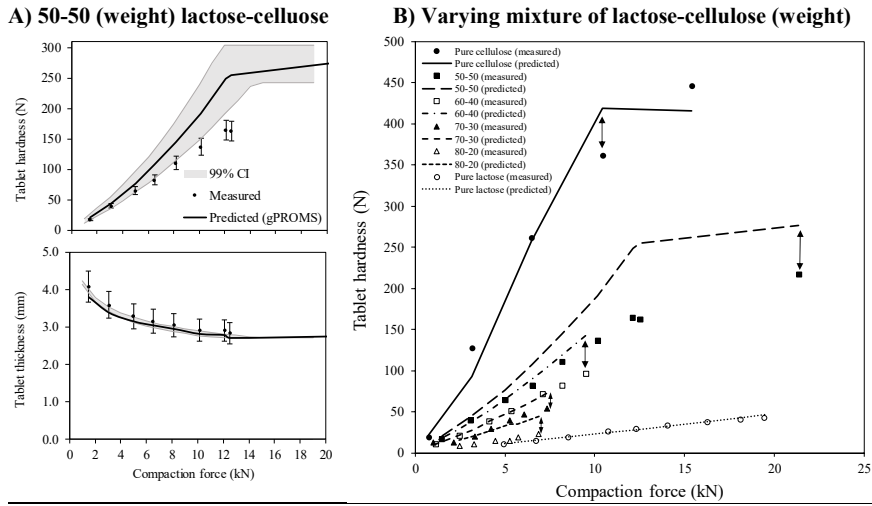 A) 50-50 (weight) lactose-celluose
B) Varying mixture of lactose-cellulose (weight)
Tablet hardness (N)
300
250
200
150
100
50
0
99% CI
Measured
Predicted (gPROMS)
Tablet thickness (mm)
5.0
4.0
3.0
2.0
1.0
0.0
0 2 4 6 8 10 12 14 16 18 20
Compaction force (kN)
Tablet hardness (N)
500
450
400
350
300
250
200
150
100
50
0
Pure cellulose (measured)
Pure cellulose (predicted)
50-50 (measured)
50-50 (predicted)
60-40 (measured)
60-40 (predicted)
70-30 (measured)
70-30 (predicted)
80-20 (measured)
80-20 (predicted)
Pure lactose (measured)
Pure lactose (predicted)
0 5 10 15 20 25
Compaction force (kN)